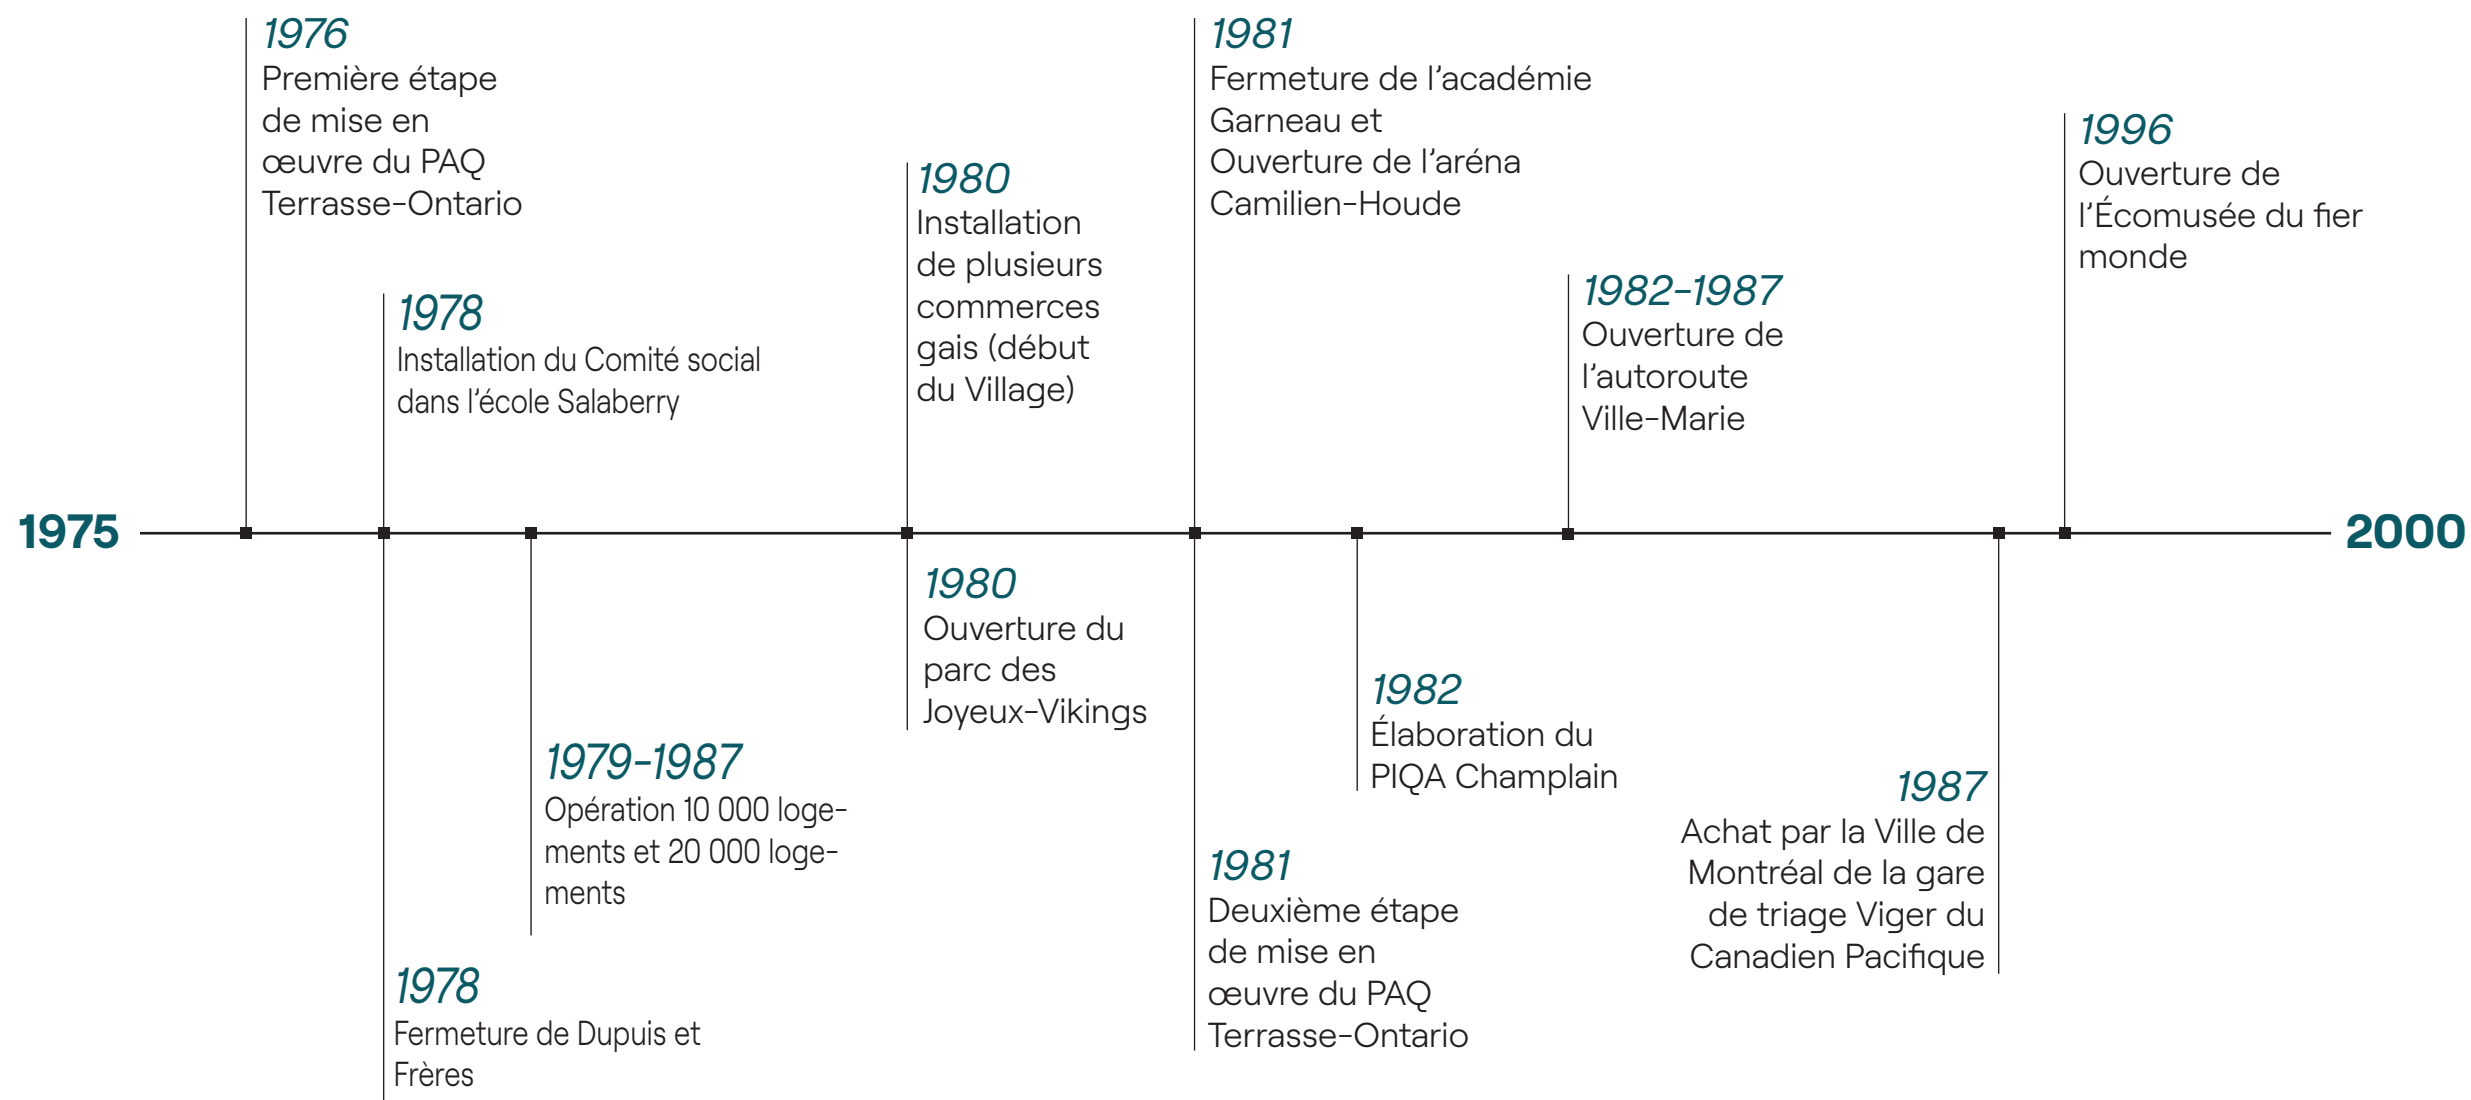 1976
Première étape
de mise en
œuvre du PAQ
Terrasse-Ontario
1978
Installation du Comité social
dans l’école Salaberry
1980
Installation
de plusieurs
commerces
gais (début
du Village)
1981
Fermeture de l’académie
Garneau et
Ouverture de l’aréna
Camilien-Houde
1982-1987
Ouverture de
l’autoroute
Ville-Marie
1996
Ouverture de
l’Écomusée du fier
monde
1975
2000
1978
Fermeture de Dupuis et
Frères
1979-1987
Opération 10 000 loge-
ments et 20 000 loge-
ments
1980
Ouverture du
parc des
Joyeux-Vikings
1981
Deuxième étape
de mise en
œuvre du PAQ
Terrasse-Ontario
1982
Élaboration du
PIQA Champlain
1987
Achat par la Ville de
Montréal de la gare
de triage Viger du
Canadien Pacifique